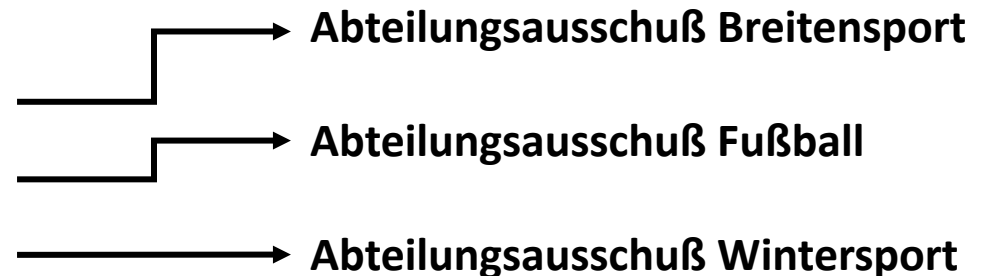 Abteilungsausschuß Breitensport
Abteilungsausschuß Fußball
Abteilungsausschuß Wintersport